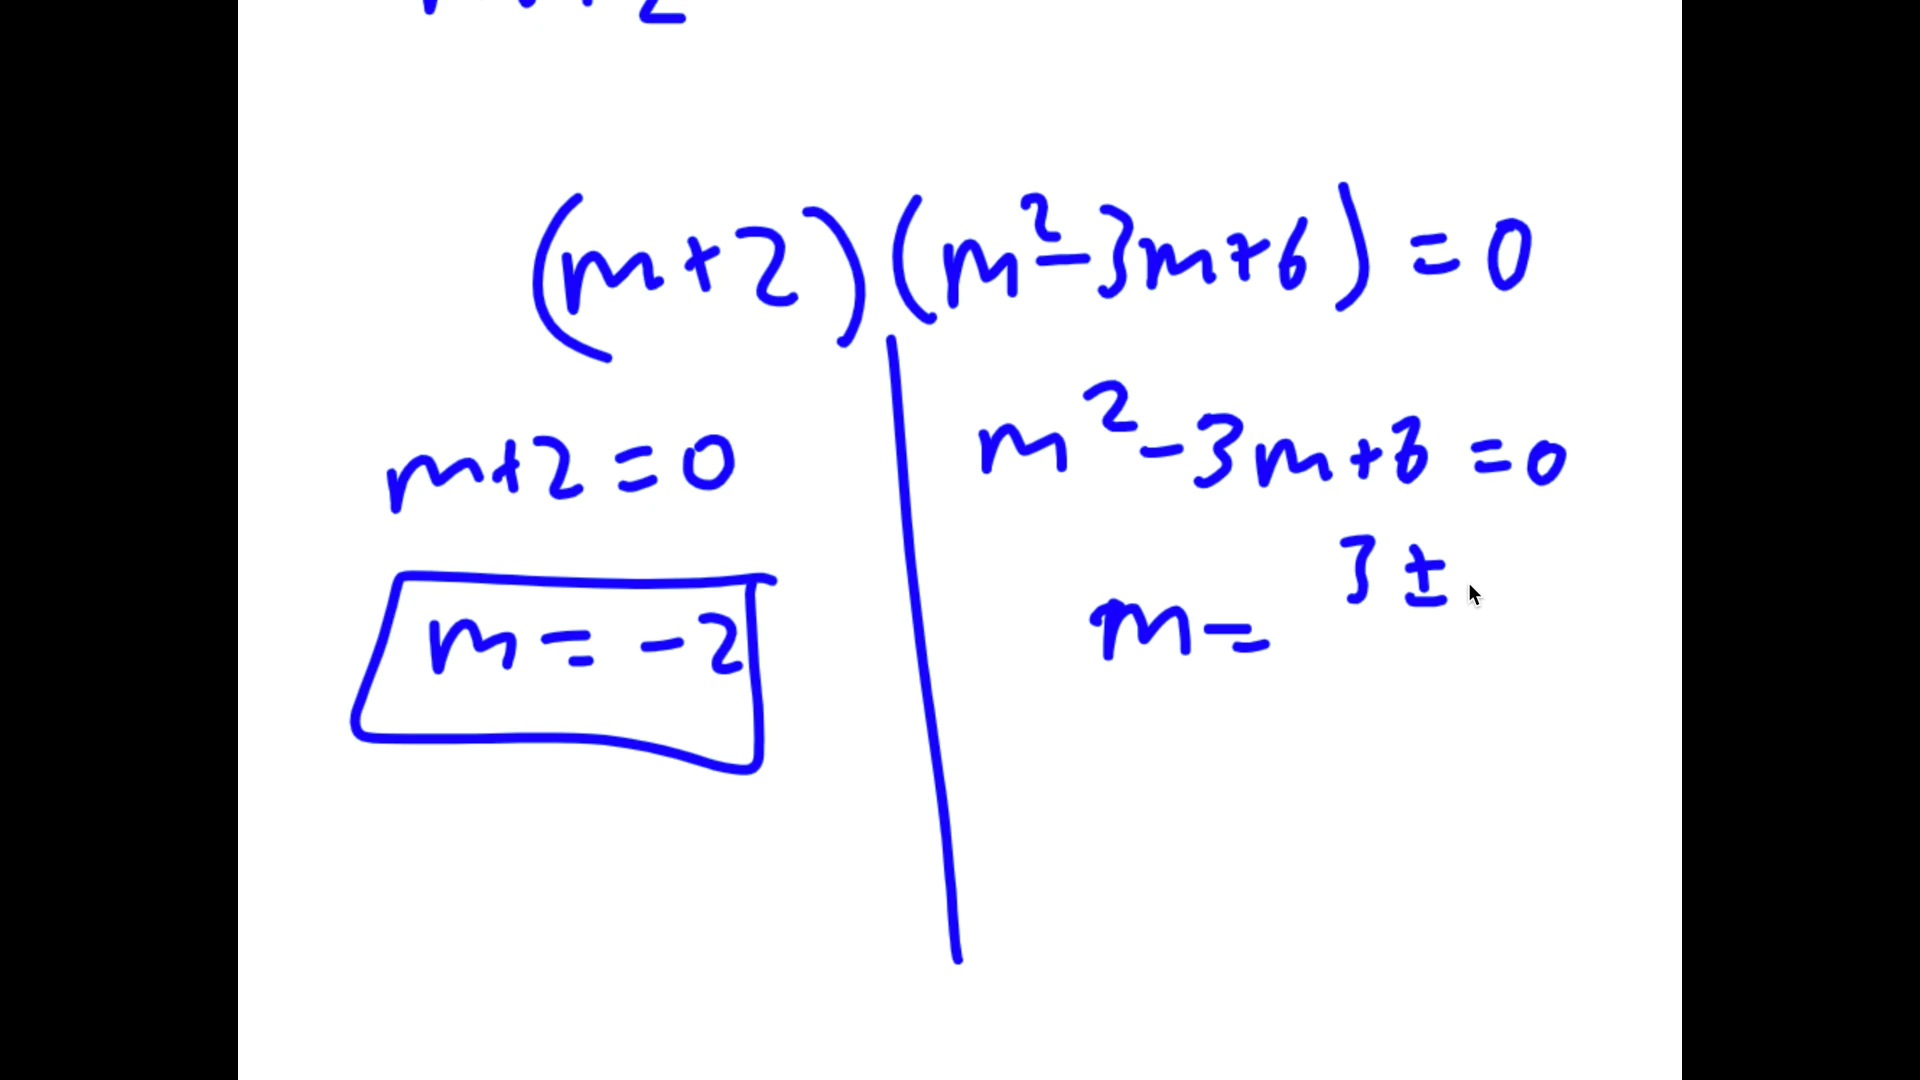 (m+2)(m²-3m+6) = 0
m+2=0
m = -2
m²-3m+6 =0
m= 3 ±